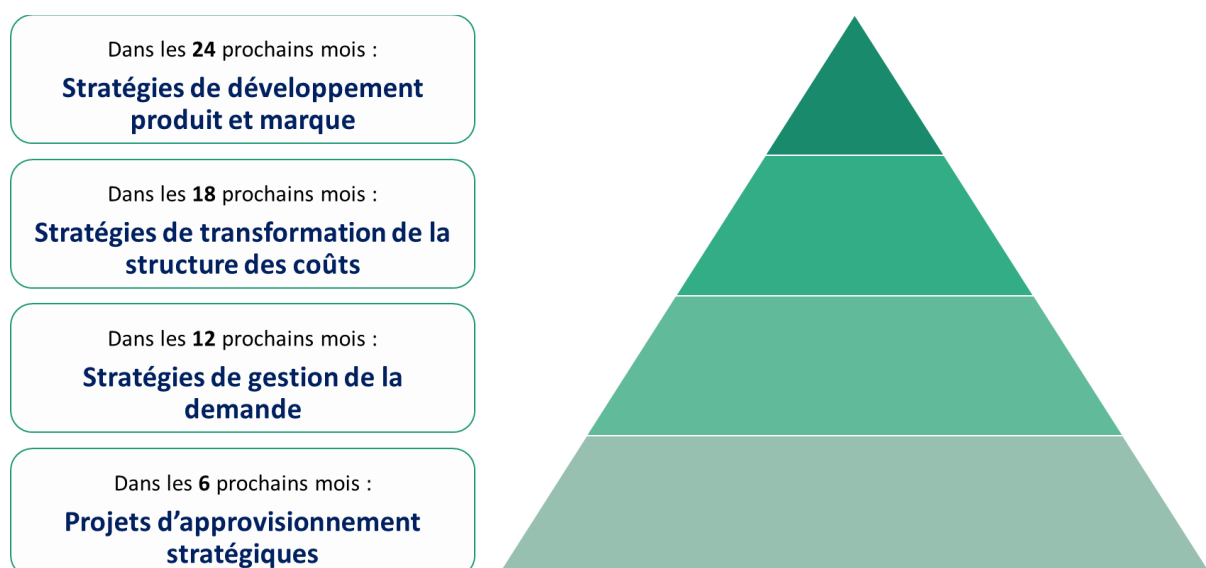 Dans les 24 prochains mois :
Stratégies de développement
produit et marque
Dans les 18 prochains mois :
Stratégies de transformation de la
structure des coûts
Dans les 12 prochains mois :
Stratégies de gestion de la
demande
Dans les 6 prochains mois :
Projets d’approvisionnement
stratégiques